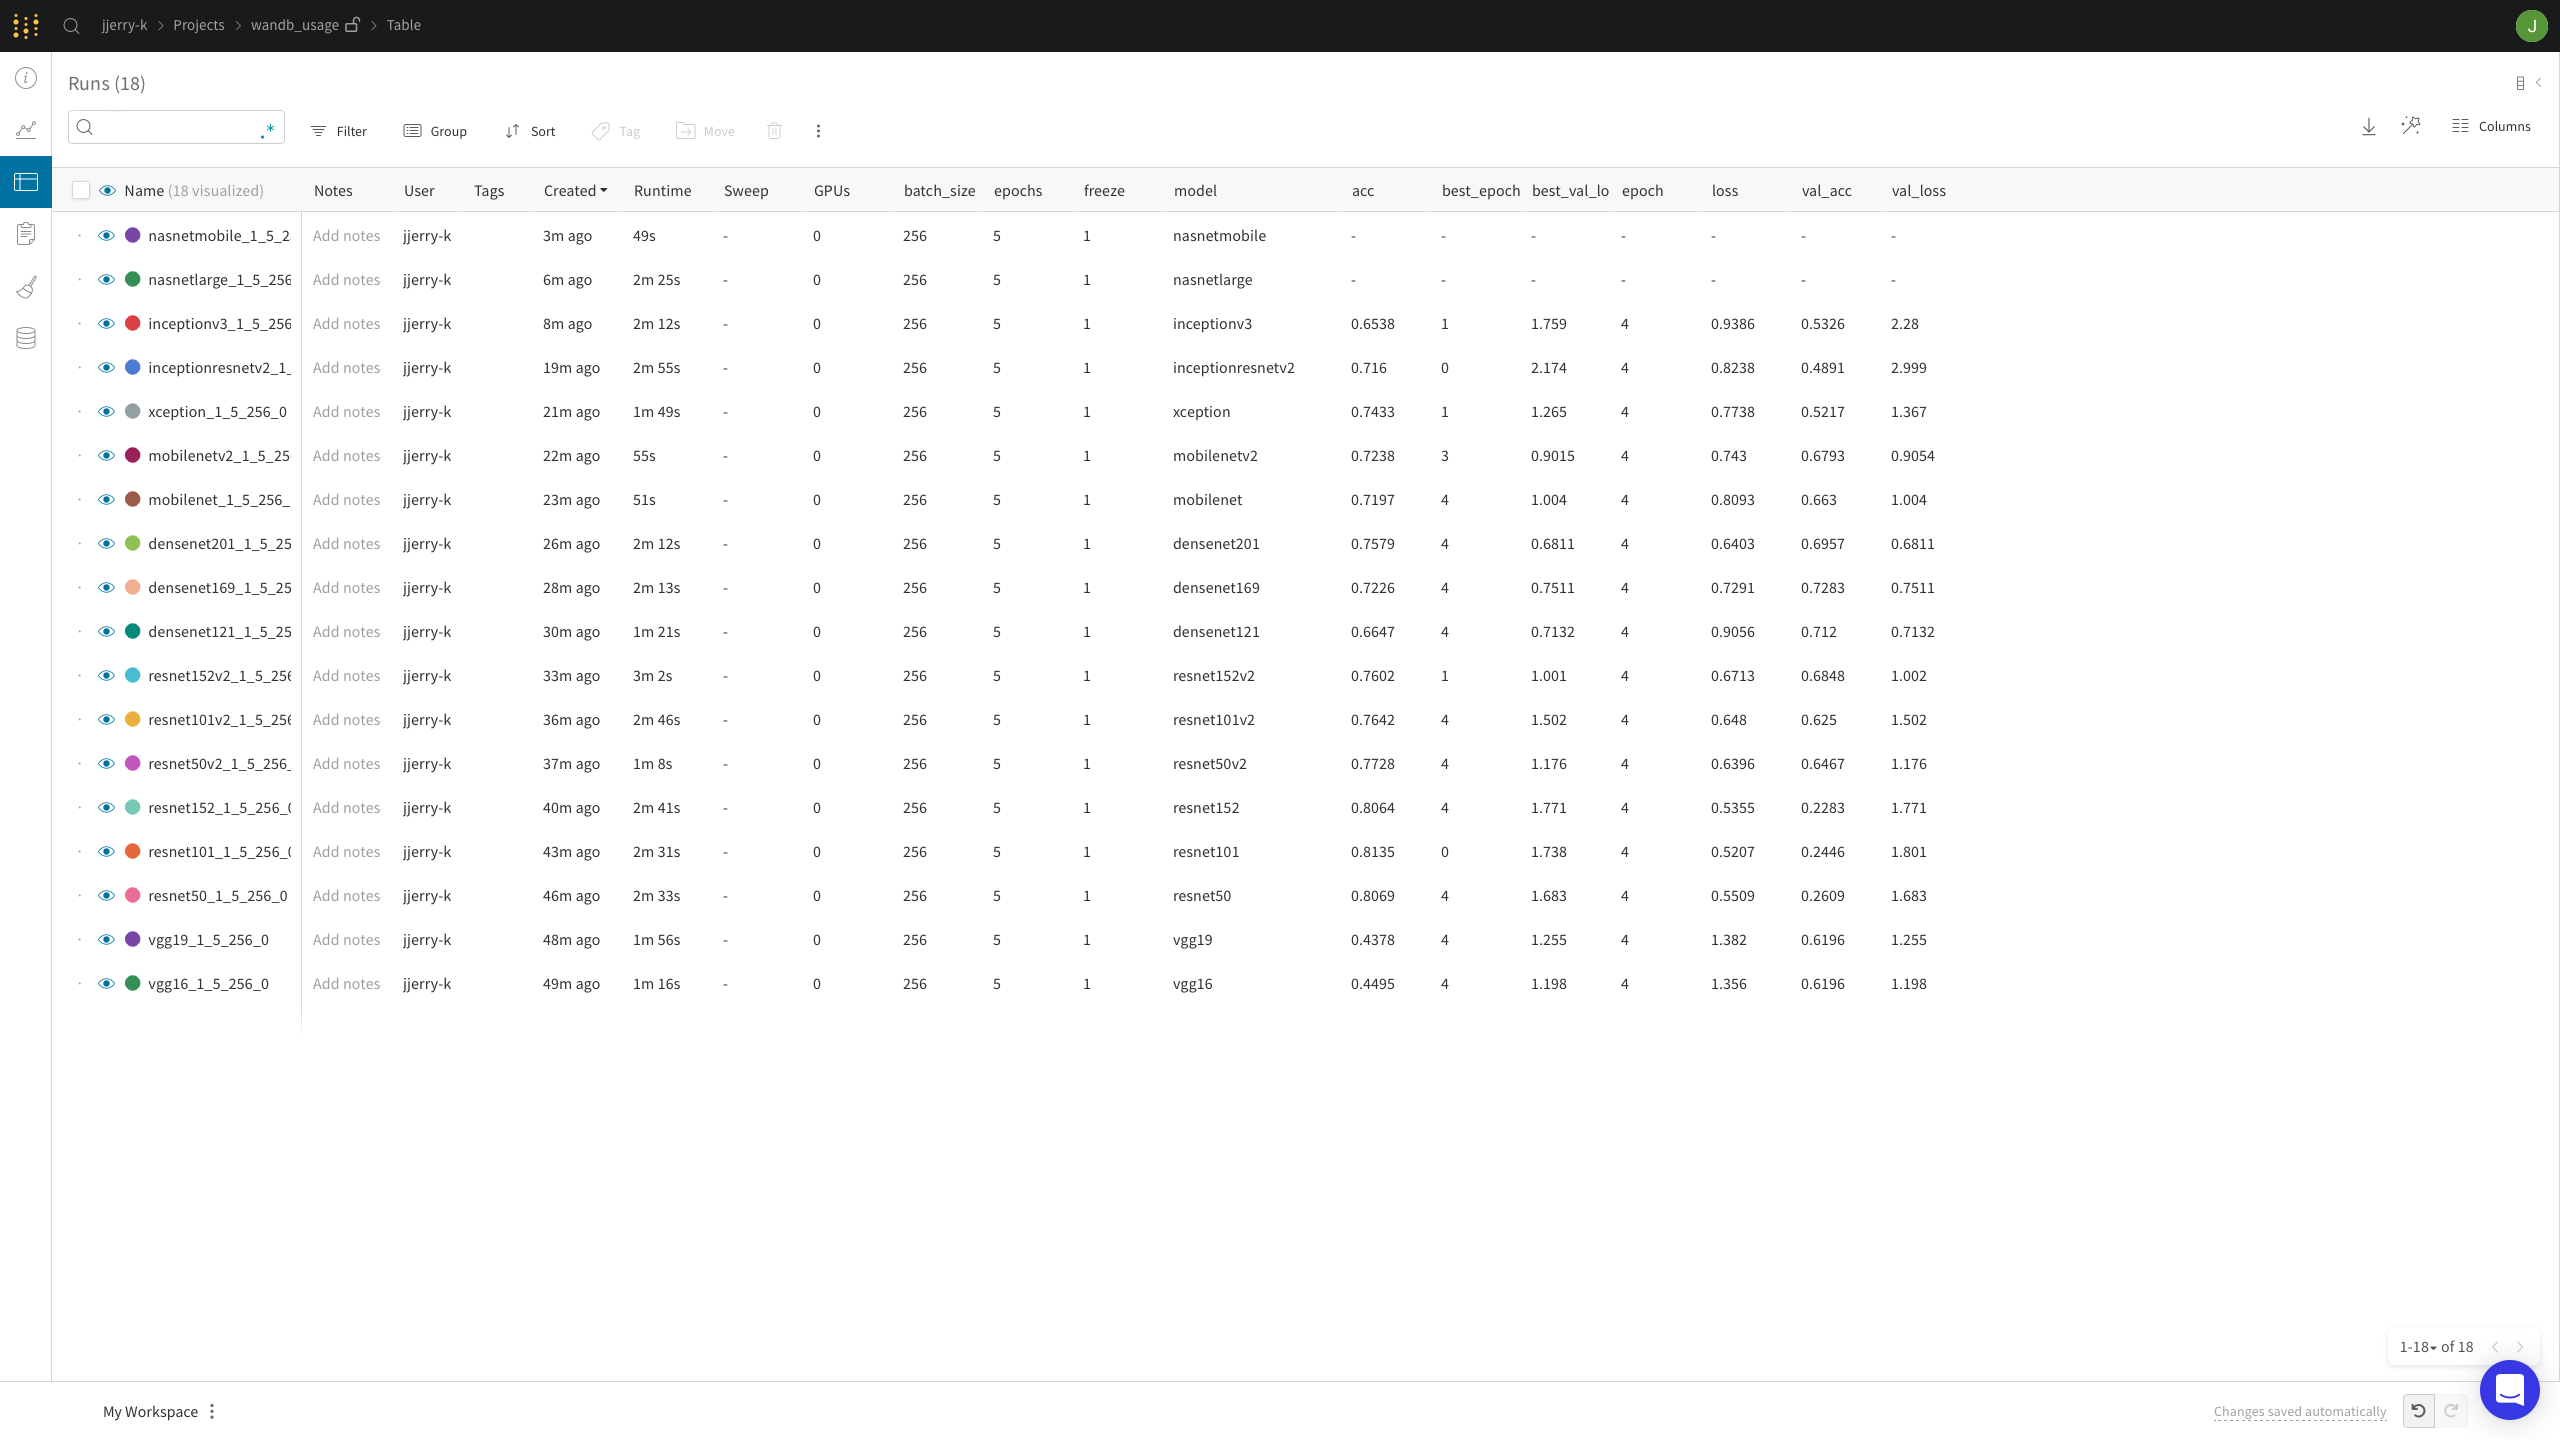 jjerry-k > Projects > wandb_usage > Table
J
Runs (18)
.* Filter Group Sort Tag Move Columns
Name (18 visualized) Notes User Tags Created Runtime Sweep GPUs batch_size epochs freeze model acc best_epoch best_val_lo epoch loss val_acc val_loss
nasnetmobile_1_5_2 Add notes jjerry-k 3m ago 49s - 0 256 5 1 nasnetmobile - - - - - - -
nasnetlarge_1_5_256 Add notes jjerry-k 6m ago 2m 25s - 0 256 5 1 nasnetlarge - - - - - - -
inceptionv3_1_5_256 Add notes jjerry-k 8m ago 2m 12s - 0 256 5 1 inceptionv3 0.6538 1 1.759 4 0.9386 0.5326 2.28
inceptionresnetv2_1_ Add notes jjerry-k 19m ago 2m 55s - 0 256 5 1 inceptionresnetv2 0.716 0 2.174 4 0.8238 0.4891 2.999
xception_1_5_256_0 Add notes jjerry-k 21m ago 1m 49s - 0 256 5 1 xception 0.7433 1 1.265 4 0.7738 0.5217 1.367
mobilenetv2_1_5_25 Add notes jjerry-k 22m ago 55s - 0 256 5 1 mobilenetv2 0.7238 3 0.9015 4 0.743 0.6793 0.9054
mobilenet_1_5_256_ Add notes jjerry-k 23m ago 51s - 0 256 5 1 mobilenet 0.7197 4 1.004 4 0.8093 0.663 1.004
densenet201_1_5_25 Add notes jjerry-k 26m ago 2m 12s - 0 256 5 1 densenet201 0.7579 4 0.6811 4 0.6403 0.6957 0.6811
densenet169_1_5_25 Add notes jjerry-k 28m ago 2m 13s - 0 256 5 1 densenet169 0.7226 4 0.7511 4 0.7291 0.7283 0.7511
densenet121_1_5_25 Add notes jjerry-k 30m ago 1m 21s - 0 256 5 1 densenet121 0.6647 4 0.7132 4 0.9056 0.712 0.7132
resnet152v2_1_5_256 Add notes jjerry-k 33m ago 3m 2s - 0 256 5 1 resnet152v2 0.7602 1 1.001 4 0.6713 0.6848 1.002
resnet101v2_1_5_256 Add notes jjerry-k 36m ago 2m 46s - 0 256 5 1 resnet101v2 0.7642 4 1.502 4 0.648 0.625 1.502
resnet50v2_1_5_256_ Add notes jjerry-k 37m ago 1m 8s - 0 256 5 1 resnet50v2 0.7728 4 1.176 4 0.6396 0.6467 1.176
resnet152_1_5_256_0 Add notes jjerry-k 40m ago 2m 41s - 0 256 5 1 resnet152 0.8064 4 1.771 4 0.5355 0.2283 1.771
resnet101_1_5_256_0 Add notes jjerry-k 43m ago 2m 31s - 0 256 5 1 resnet101 0.8135 0 1.738 4 0.5207 0.2446 1.801
resnet50_1_5_256_0 Add notes jjerry-k 46m ago 2m 33s - 0 256 5 1 resnet50 0.8069 4 1.683 4 0.5509 0.2609 1.683
vgg19_1_5_256_0 Add notes jjerry-k 48m ago 1m 56s - 0 256 5 1 vgg19 0.4378 4 1.255 4 1.382 0.6196 1.255
vgg16_1_5_256_0 Add notes jjerry-k 49m ago 1m 16s - 0 256 5 1 vgg16 0.4495 4 1.198 4 1.356 0.6196 1.198
1-18 of 18
My Workspace
Changes saved automatically